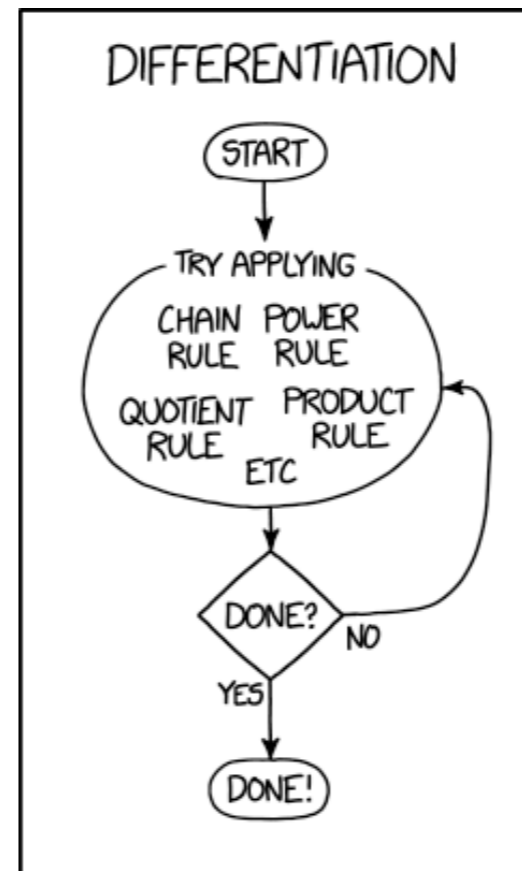 DIFFERENTIATION
START
TRY APPLYING
CHAIN RULE
POWER RULE
QUOTIENT RULE
PRODUCT RULE
ETC
DONE?
NO
YES
DONE!